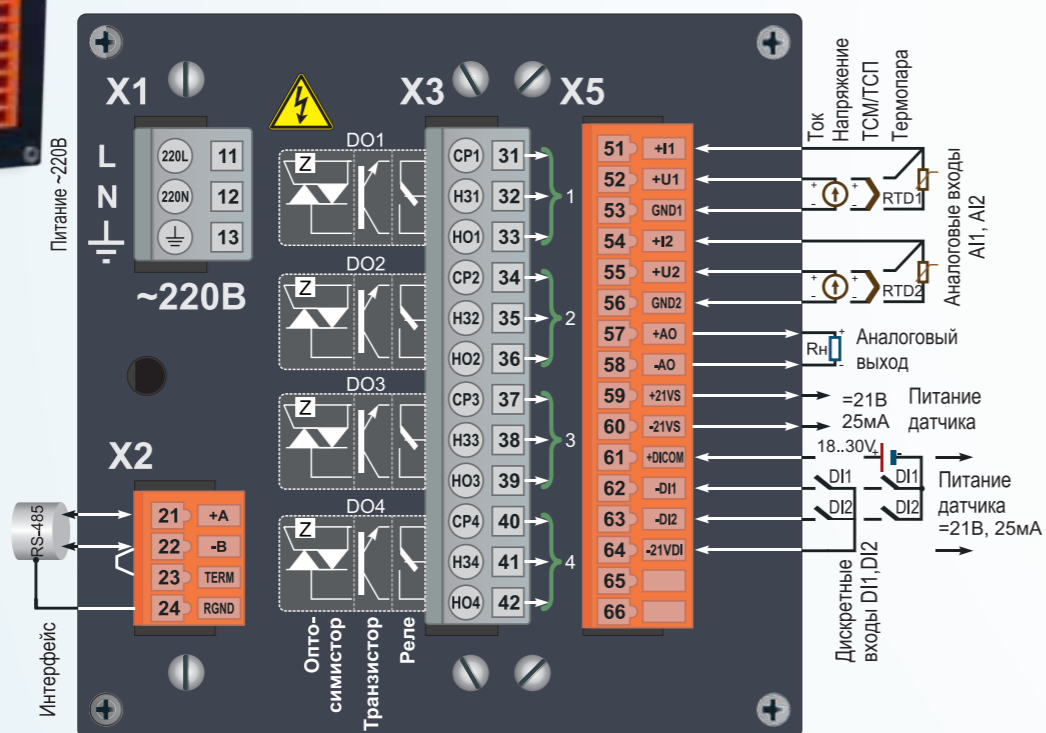 X1
L
N
220L 11
220N 12
13
~220В
Питание ~220В
X2
21 +A
22 -B
23 TERM
24 RGND
RS-485
Интерфейс
DO1
Z
DO2
Z
DO3
Z
DO4
Z
Опто-
симистор
Транзистор
Реле
X3
CP1 31
H31 32
HO1 33
1
CP2 34
H32 35
HO2 36
2
CP3 37
H33 38
HO3 39
3
CP4 40
H34 41
HO4 42
4
X5
51 +I1
52 +U1
53 GND1
54 +I2
55 +U2
56 GND2
57 +AO
58 -AO
59 +21VS
60 -21VS
61 +DICOM
62 -DI1
63 -DI2
64 -21VDI
65
66
Ток
Напряжение
ТСМ/ТСП
Термопара
+ + RTD1
- -
+ + RTD2
- -
Аналоговые входы
AI1, AI2
Rн + -
Аналоговый
выход
=21В
25мА
Питание
датчика
18..30V + -
DI1 DI1
DI2 DI2
Питание
датчика
=21В, 25мА
Дискретные
входы DI1,DI2